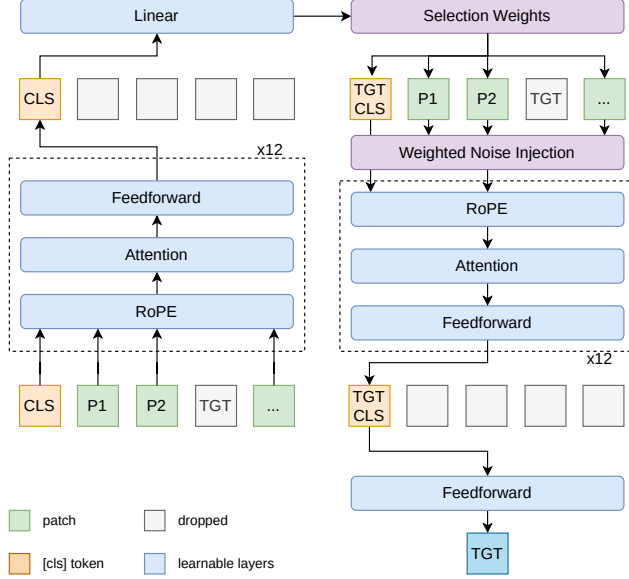 Linear
Selection Weights
CLS
TGT
CLS
P1
P2
TGT
...
x12
Weighted Noise Injection
Feedforward
RoPE
Attention
Attention
RoPE
Feedforward
x12
CLS
P1
P2
TGT
...
TGT
CLS
Feedforward
patch
dropped
[cls] token
learnable layers
TGT